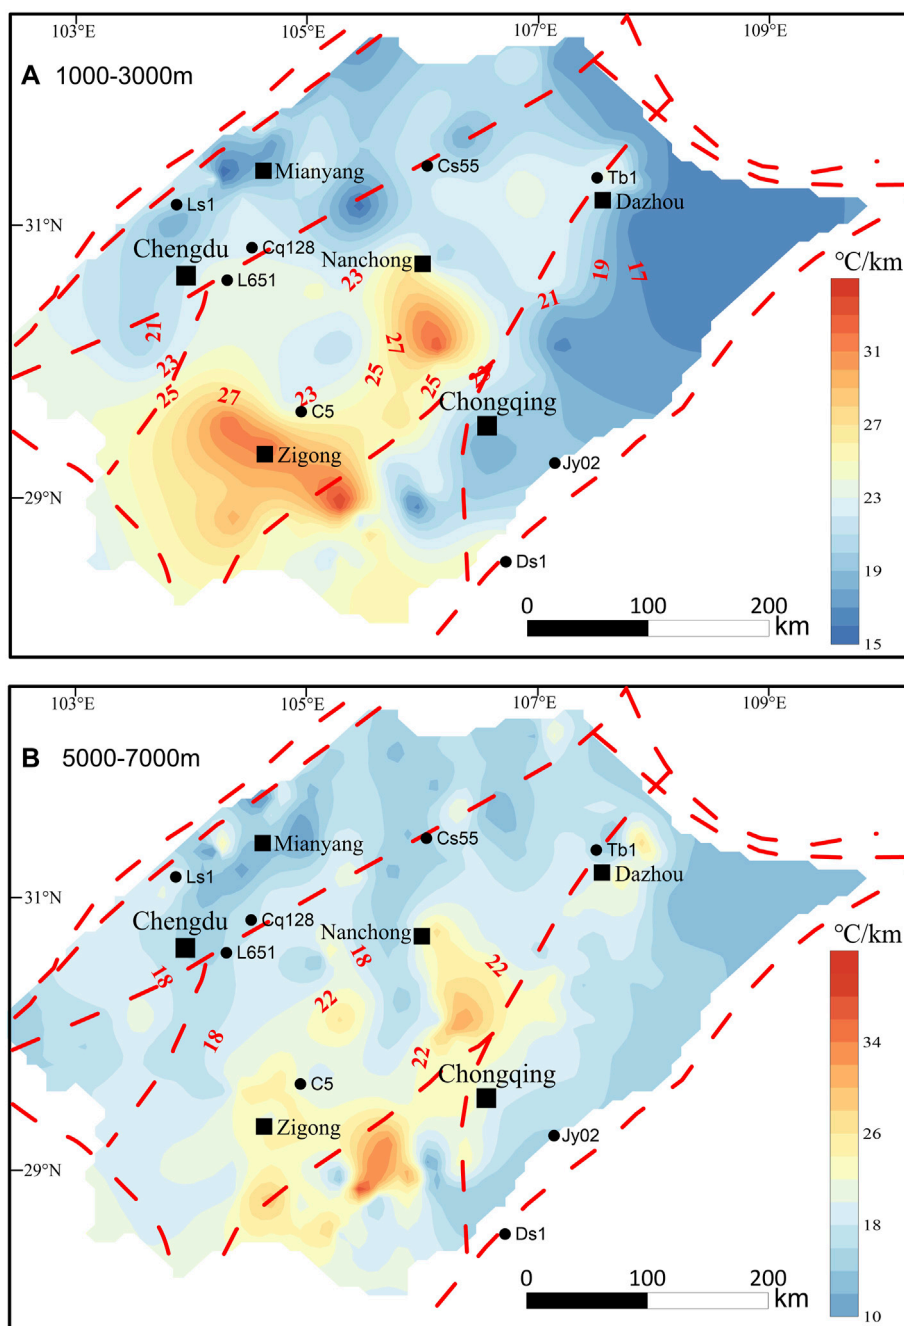 103°E 105°E 107°E 109°E
A 1000-3000m
Mianyang
Cs55
Tb1
Dazhou
Ls1
31°N
Chengdu
Cq128
Nanchong
L651
23
19
17
°C/km
21
21
27
23
25
25
23
25
27
23
31
27
23
19
15
C5
Chongqing
Zigong
Jy02
29°N
Ds1
0 100 200
km
103°E 105°E 107°E 109°E
B 5000-7000m
Mianyang
Cs55
Tb1
Dazhou
Ls1
31°N
Chengdu
Cq128
Nanchong
L651
18
22
°C/km
18
22
18
22
34
26
18
10
C5
Chongqing
Zigong
Jy02
29°N
Ds1
0 100 200
km